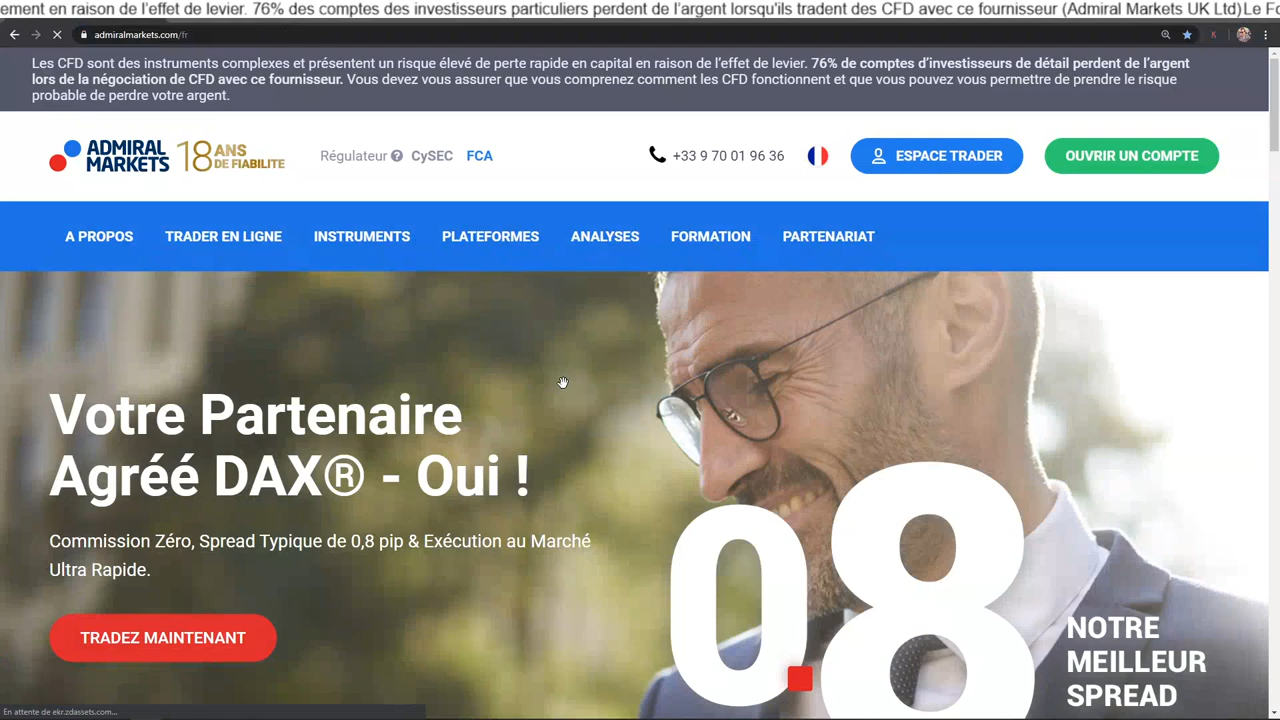 ement en raison de l'effet de levier. 76% des comptes des investisseurs particuliers perdent de l'argent lorsqu'ils tradent des CFD avec ce fournisseur (Admiral Markets UK Ltd)Le Fo
admiralmarkets.com/fr
K
Les CFD sont des instruments complexes et présentent un risque élevé de perte rapide en capital en raison de l'effet de levier. 76% de comptes d'investisseurs de détail perdent de l'argent
lors de la négociation de CFD avec ce fournisseur. Vous devez vous assurer que vous comprenez comment les CFD fonctionnent et que vous pouvez vous permettre de prendre le risque
probable de perdre votre argent.
ADMIRAL MARKETS 18 ANS DE FIABILITE
Régulateur ? CySEC FCA
+33 9 70 01 96 36
ESPACE TRADER
OUVRIR UN COMPTE
A PROPOS TRADER EN LIGNE INSTRUMENTS PLATEFORMES ANALYSES FORMATION PARTENARIAT
Votre Partenaire
Agréé DAX® - Oui !
Commission Zéro, Spread Typique de 0,8 pip & Exécution au Marché
Ultra Rapide.
TRADEZ MAINTENANT
0.8
NOTRE
MEILLEUR
SPREAD
En attente de ekr.zdassets.com...